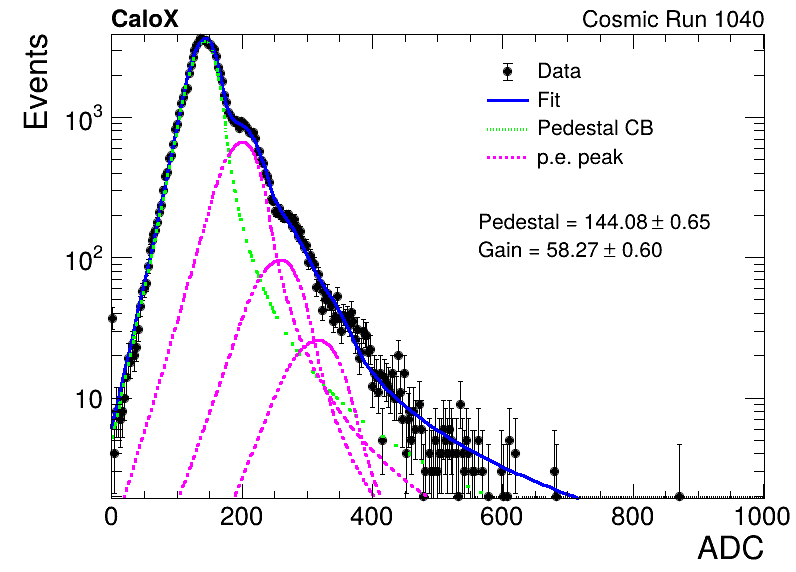 CaloX Cosmic Run 1040
Events
Data
Fit
Pedestal CB
p.e. peak
Pedestal = 144.08 ± 0.65
Gain = 58.27 ± 0.60
10³
10²
10
0 200 400 600 800 1000
ADC